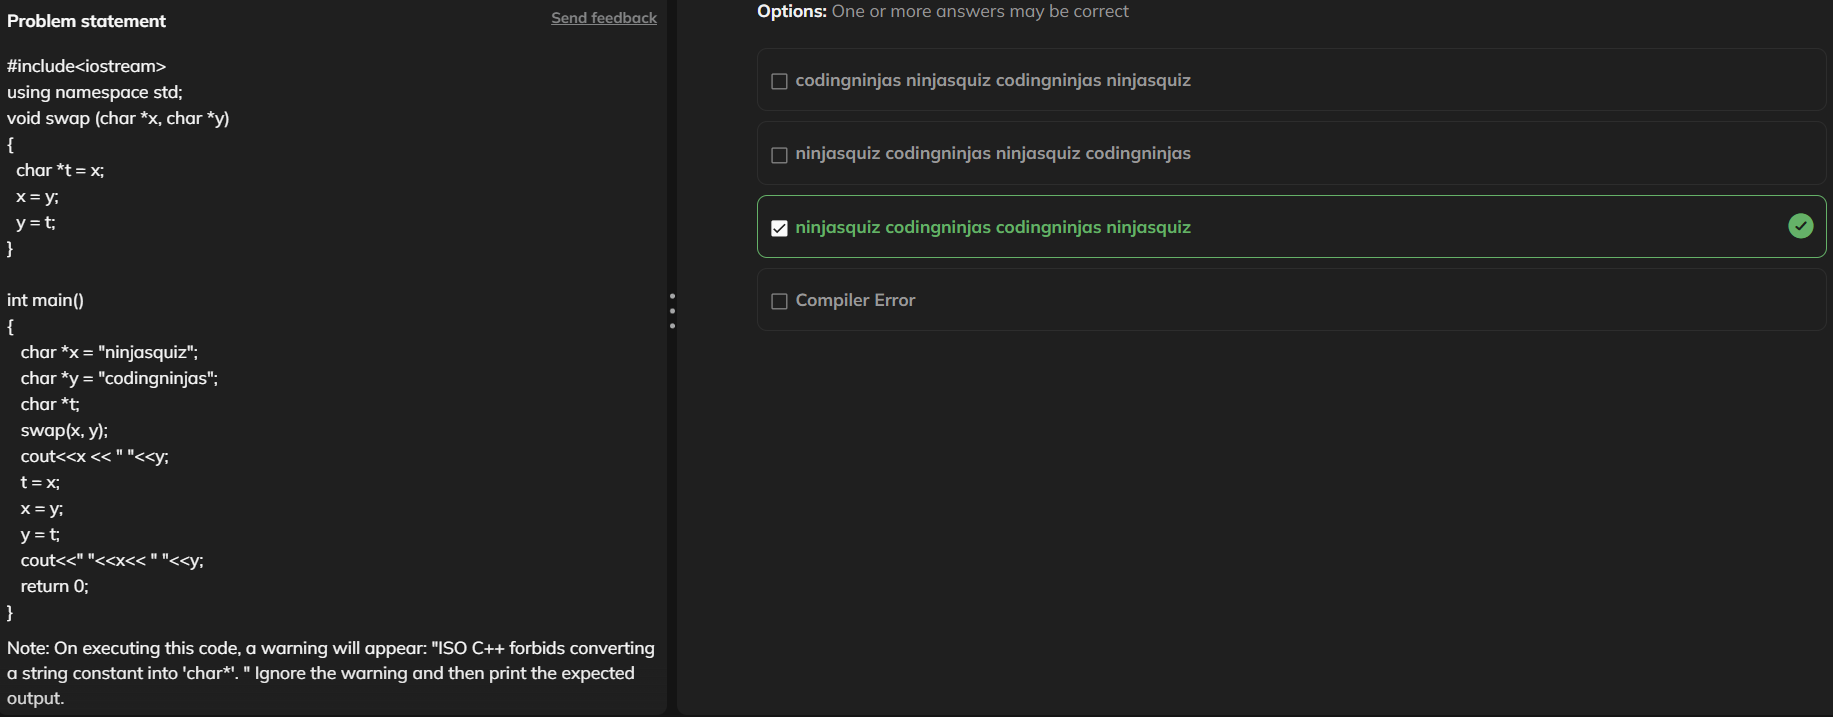 Problem statement
Send feedback
#include<iostream>
using namespace std;
void swap (char *x, char *y)
{
char *t = x;
x = y;
y = t;
}
int main()
{
char *x = "ninjasquiz";
char *y = "codingninjas";
char *t;
swap(x, y);
cout<<x << " "<<y;
t = x;
x = y;
y = t;
cout<<" "<<x<< " "<<y;
return 0;
}
Note: On executing this code, a warning will appear: "ISO C++ forbids converting
a string constant into 'char*'. " Ignore the warning and then print the expected
output.
Options: One or more answers may be correct
codingninjas ninjasquiz codingninjas ninjasquiz
ninjasquiz codingninjas ninjasquiz codingninjas
ninjasquiz codingninjas codingninjas ninjasquiz
Compiler Error